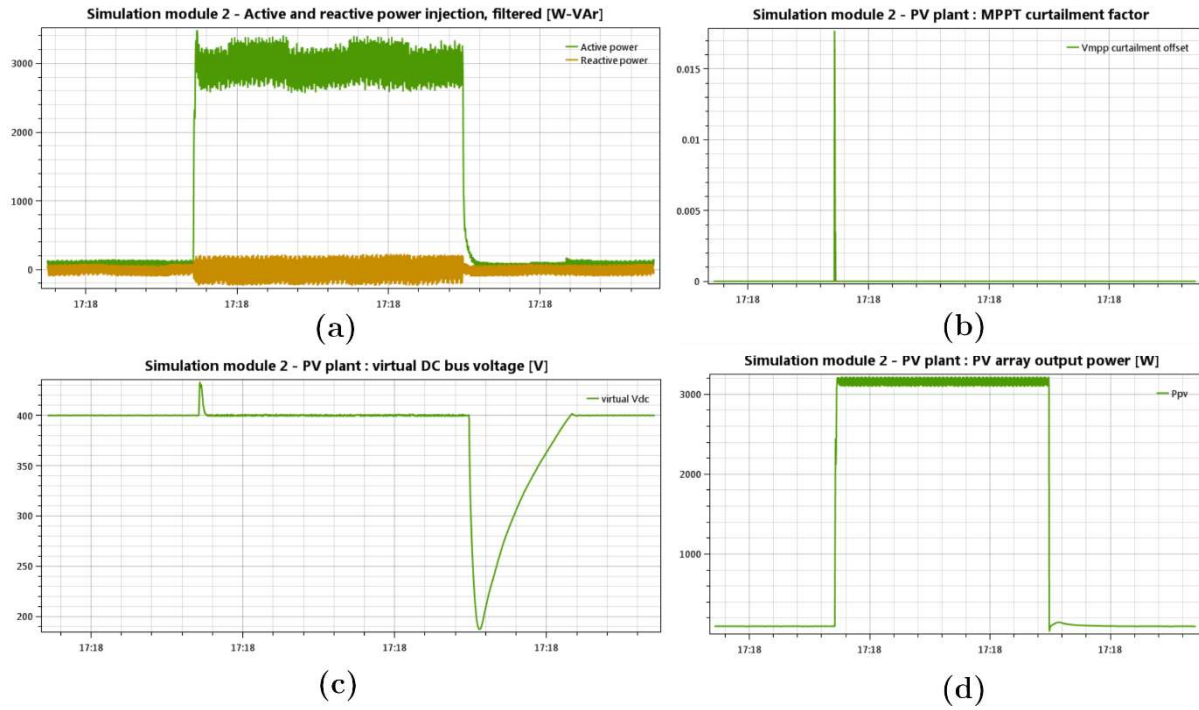 Simulation module 2 - Active and reactive power injection, filtered [W-VAr]
Active power
Reactive power
3000
2000
1000
0
17:18 17:18 17:18 17:18
(a)
Simulation module 2 - PV plant : MPPT curtailment factor
Vmpp curtailment offset
0.015
0.01
0.005
0
17:18 17:18 17:18 17:18
(b)
Simulation module 2 - PV plant : virtual DC bus voltage [V]
virtual Vdc
400
350
300
250
200
17:18 17:18 17:18 17:18
(c)
Simulation module 2 - PV plant : PV array output power [W]
Ppv
3000
2000
1000
17:18 17:18 17:18 17:18
(d)